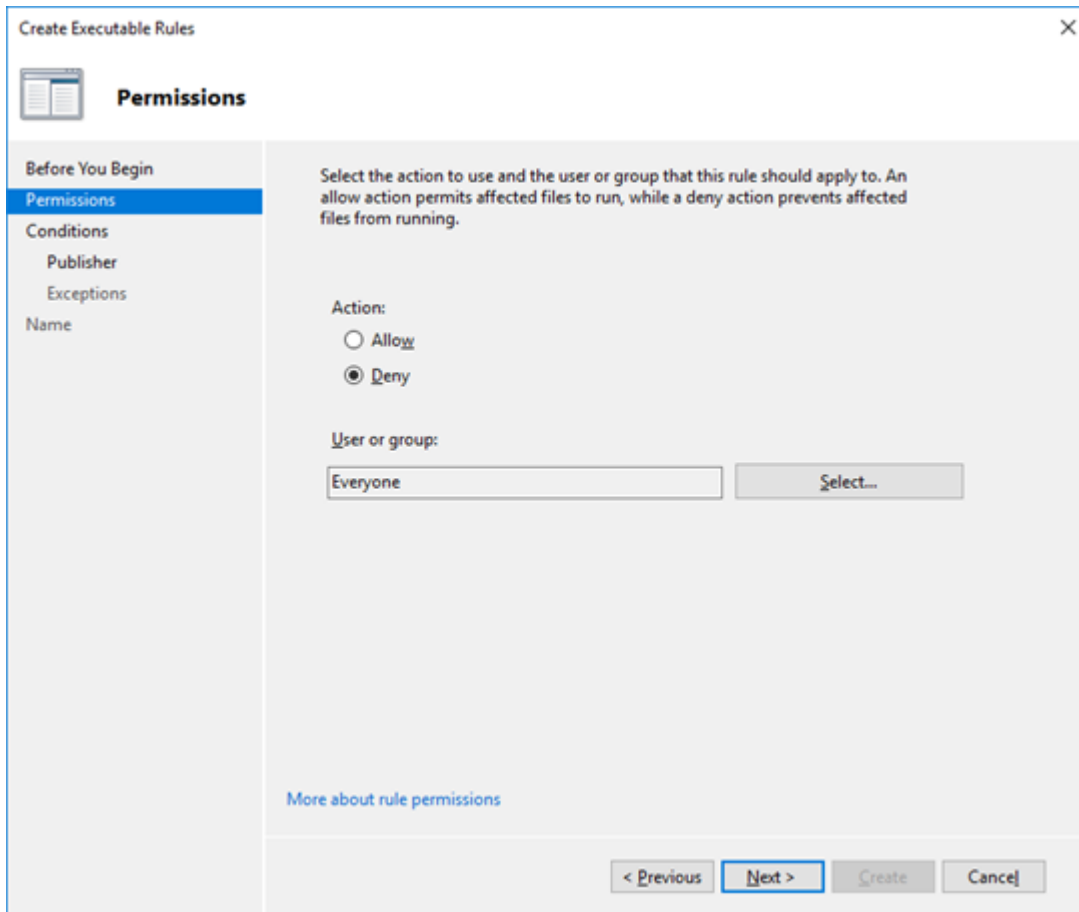 Create Executable Rules
Permissions
Before You Begin
Permissions
Conditions
Publisher
Exceptions
Name
Select the action to use and the user or group that this rule should apply to. An
allow action permits affected files to run, while a deny action prevents affected
files from running.
Action:
Allow
Deny
User or group:
Everyone
Select...
More about rule permissions
< Previous
Next >
Create
Cancel